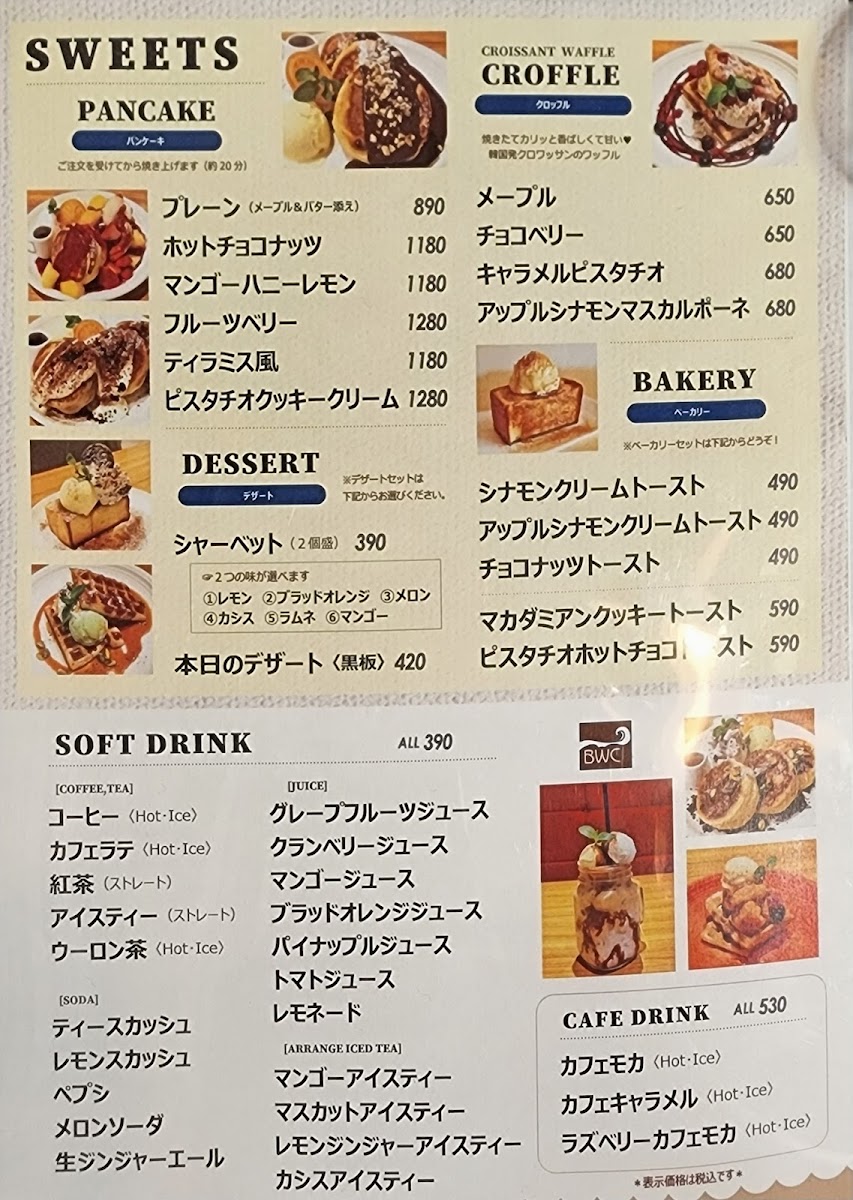 SWEETS
PANCAKE
パンケーキ
ご注文を受けてから焼き上げます（約20分）
プレーン（メープル＆バター添え） 890
ホットチョコナッツ 1180
マンゴーハニーレモン 1180
フルーツベリー 1280
ティラミス風 1180
ピスタチオクッキークリーム 1280
DESSERT
デザート
※デザートセットは
下記からお選びください。
シャーベット（２個盛） 390
☞２つの味が選べます
①レモン ②ブラッドオレンジ ③メロン
④カシス ⑤ラムネ ⑥マンゴー
本日のデザート〈黒板〉 420
CROISSANT WAFFLE
CROFFLE
クロッフル
焼きたてカリッと香ばしくて甘い♥
韓国発クロワッサンのワッフル
メープル 650
チョコベリー 650
キャラメルピスタチオ 680
アップルシナモンマスカルポーネ 680
BAKERY
ベーカリー
※ベーカリーセットは下記からどうぞ！
シナモンクリームトースト 490
アップルシナモンクリームトースト 490
チョコナッツトースト 490
マカダミアンクッキートースト 590
ピスタチオホットチョコトースト 590
SOFT DRINK ALL 390
[COFFEE,TEA]
コーヒー〈Hot･Ice〉
カフェラテ〈Hot･Ice〉
紅茶（ストレート）
アイスティー（ストレート）
ウーロン茶〈Hot･Ice〉
[SODA]
ティースカッシュ
レモンスカッシュ
ペプシ
メロンソーダ
生ジンジャーエール
[JUICE]
グレープフルーツジュース
クランベリージュース
マンゴージュース
ブラッドオレンジジュース
パイナップルジュース
トマトジュース
レモネード
[ARRANGE ICED TEA]
マンゴーアイスティー
マスカットアイスティー
レモンジンジャーアイスティー
カシスアイスティー
BWC
CAFE DRINK ALL 530
カフェモカ〈Hot･Ice〉
カフェキャラメル〈Hot･Ice〉
ラズベリーカフェモカ〈Hot･Ice〉
＊表示価格は税込です＊